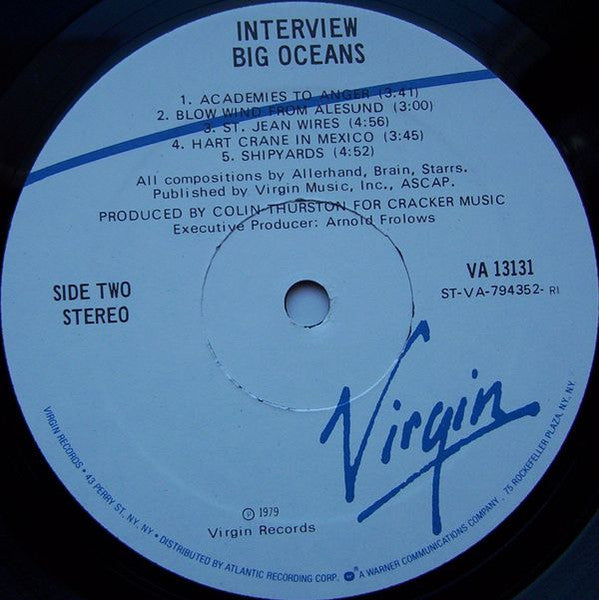 INTERVIEW
BIG OCEANS
1. ACADEMIES TO ANGER (3:41)
2. BLOW WIND FROM ALESUND (3:00)
3. ST. JEAN WIRES (4:56)
4. HART CRANE IN MEXICO (3:45)
5. SHIPYARDS (4:52)
All compositions by Allerhand, Brain, Starrs.
Published by Virgin Music, Inc., ASCAP.
PRODUCED BY COLIN THURSTON FOR CRACKER MUSIC
Executive Producer: Arnold Frolows
SIDE TWO
STEREO
VA 13131
ST-VA-794352- RI
Virgin
℗ 1979
Virgin Records
VIRGIN RECORDS • 43 PERRY ST. NY. NY • DISTRIBUTED BY ATLANTIC RECORDING CORP. W® A WARNER COMMUNICATIONS COMPANY., 75 ROCKEFELLER PLAZA, NY. NY.